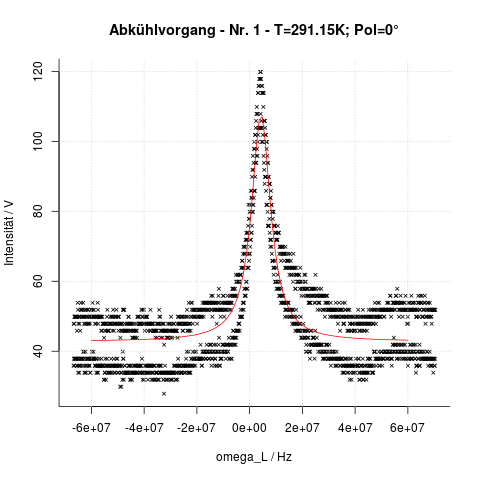 Abkühlvorgang - Nr. 1 - T=291.15K; Pol=0°
Intensität / V
120
100
80
60
40
-6e+07 -4e+07 -2e+07 0e+00 2e+07 4e+07 6e+07
omega_L / Hz